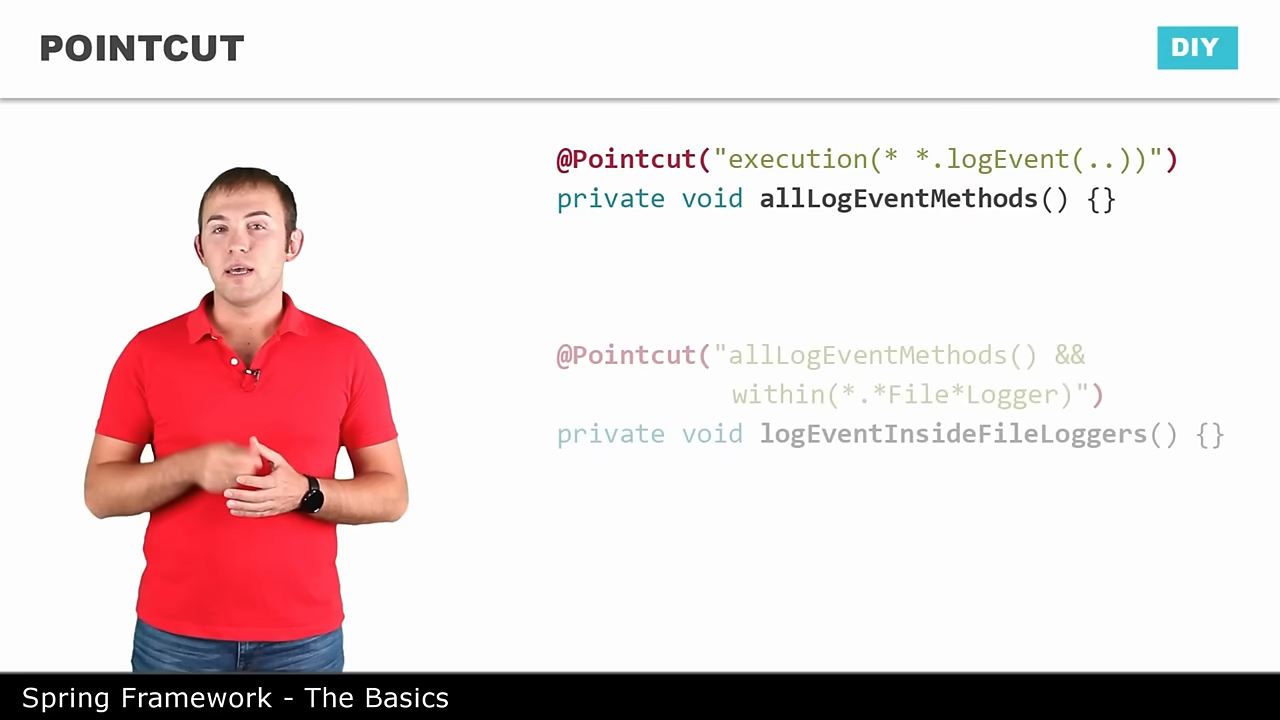 POINTCUT
DIY
@Pointcut("execution(* *.logEvent(..))")
private void allLogEventMethods() {}
@Pointcut("allLogEventMethods() &&
within(*.*File*Logger)")
private void logEventInsideFileLoggers() {}
Spring Framework - The Basics